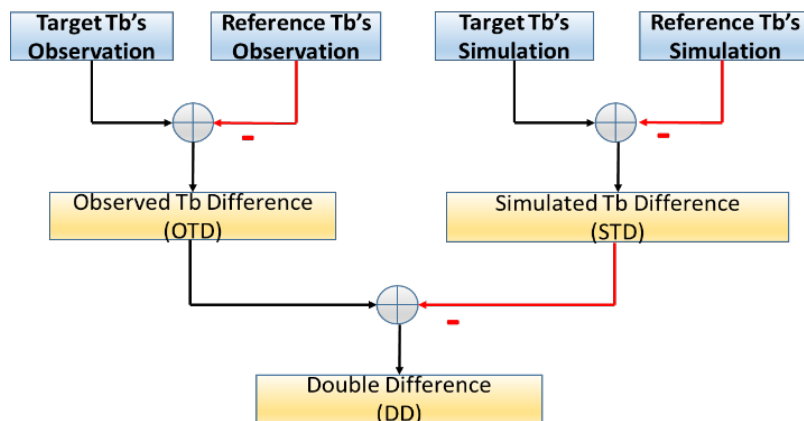 Target Tb's
Observation
Reference Tb's
Observation
Target Tb's
Simulation
Reference Tb's
Simulation
-
-
Observed Tb Difference
(OTD)
Simulated Tb Difference
(STD)
-
Double Difference
(DD)